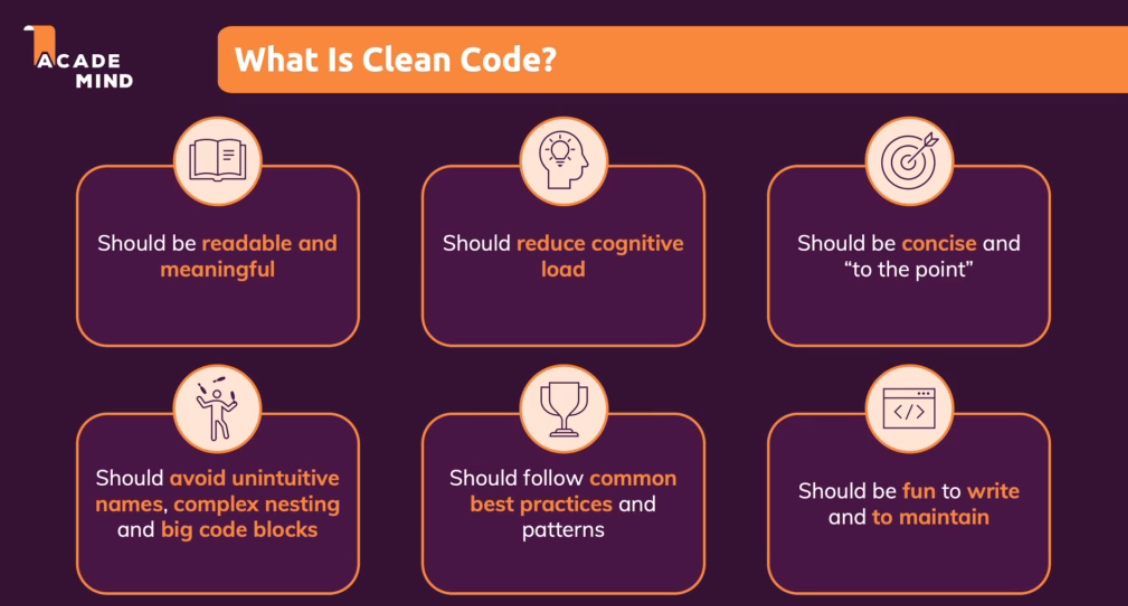 ACADE
MIND
What Is Clean Code?
Should be readable and
meaningful
Should reduce cognitive
load
Should be concise and
“to the point”
Should avoid unintuitive
names, complex nesting
and big code blocks
Should follow common
best practices and
patterns
</>
Should be fun to write
and to maintain